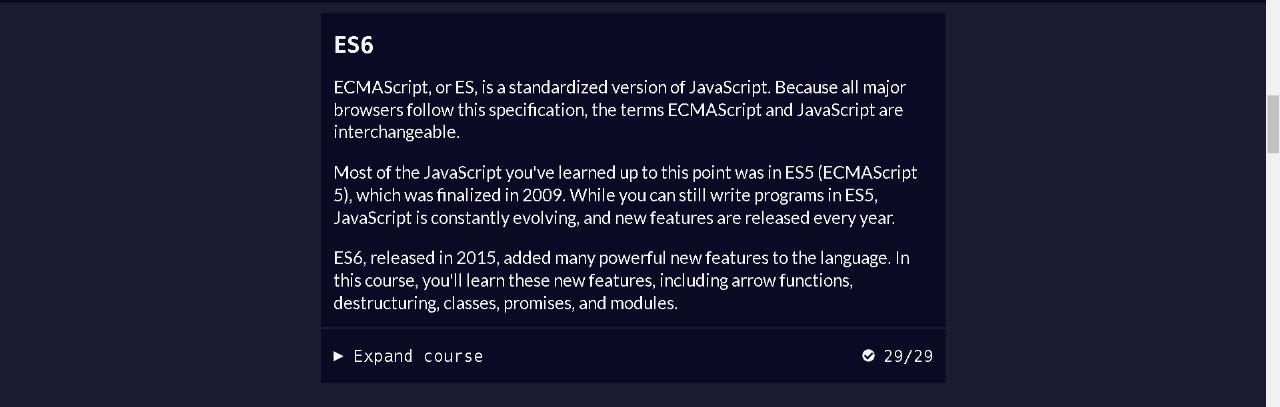 ES6
ECMAScript, or ES, is a standardized version of JavaScript. Because all major
browsers follow this specification, the terms ECMAScript and JavaScript are
interchangeable.
Most of the JavaScript you've learned up to this point was in ES5 (ECMAScript
5), which was finalized in 2009. While you can still write programs in ES5,
JavaScript is constantly evolving, and new features are released every year.
ES6, released in 2015, added many powerful new features to the language. In
this course, you'll learn these new features, including arrow functions,
destructuring, classes, promises, and modules.
Expand course 29/29